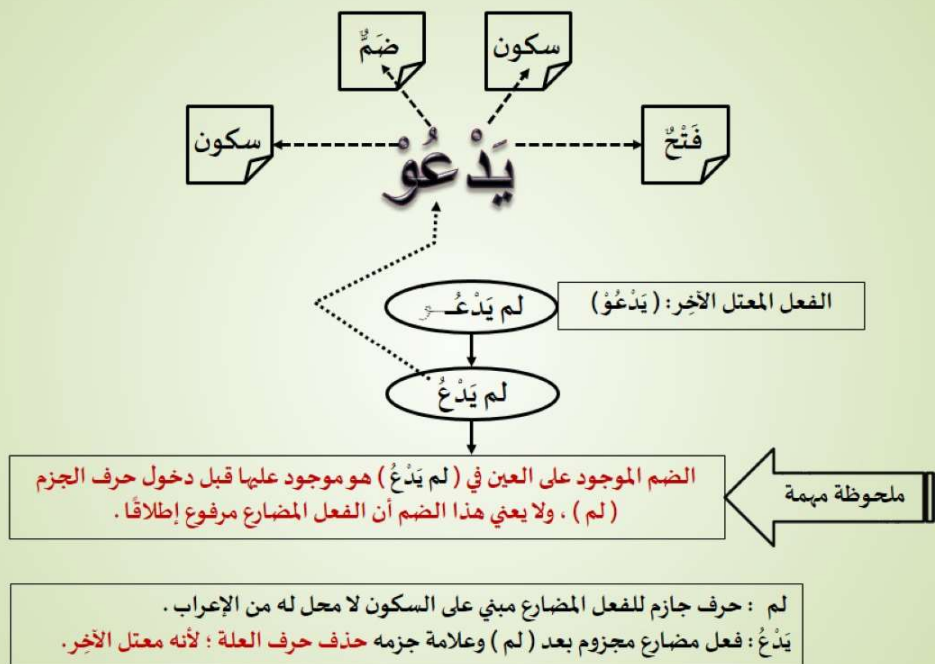 ضَمٌّ
سكون
سكون
فَتْحٌ
يَدْعُوْ
الفعل المعتل الآخِر: ( يَدْعُوْ )
لم يَدْعُــو
لم يَدْعُ
ملحوظة مهمة
الضم الموجود على العين في ( لم يَدْعُ ) هو موجود عليها قبل دخول حرف الجزم
( لم ) ، ولا يعني هذا الضم أن الفعل المضارع مرفوع إطلاقًا .
لم : حرف جازم للفعل المضارع مبني على السكون لا محل له من الإعراب .
يَدْعُ : فعل مضارع مجزوم بعد ( لم ) وعلامة جزمه حذف حرف العلة ؛ لأنه معتل الآخِر .